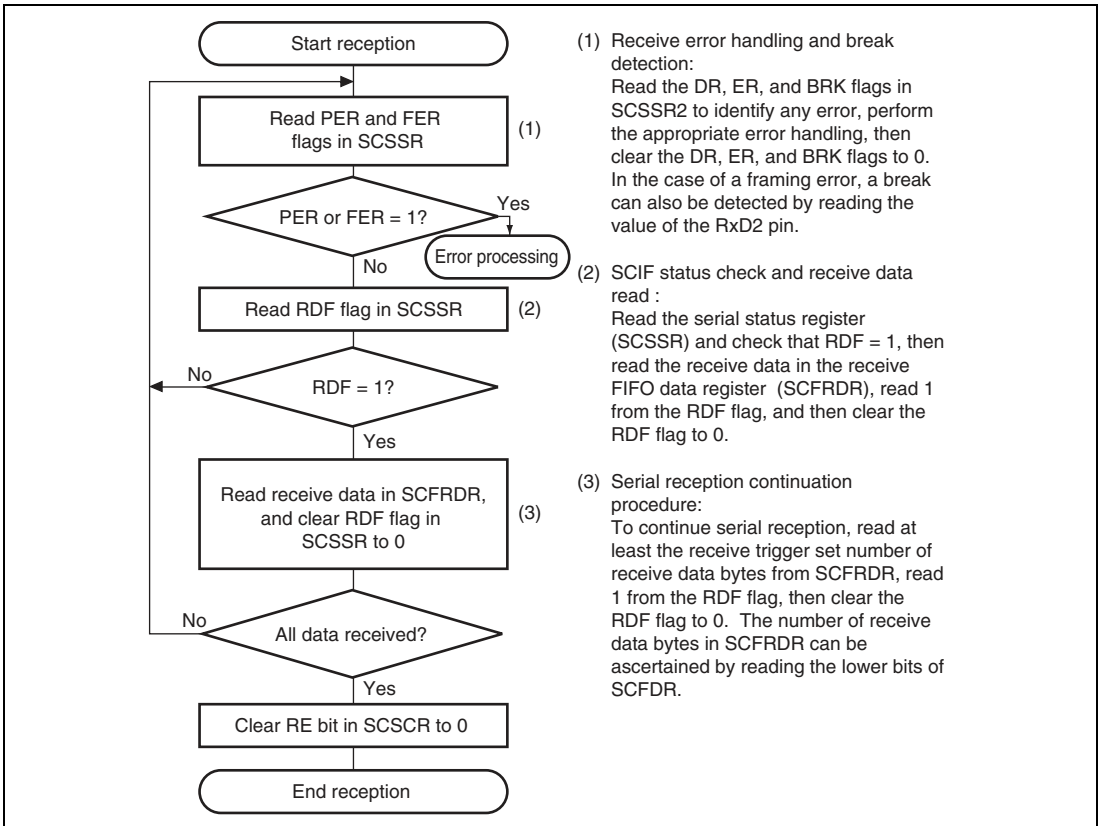 Start reception
Read PER and FER
flags in SCSSR
(1)
PER or FER = 1?
Yes
Error processing
No
Read RDF flag in SCSSR
(2)
No
RDF = 1?
Yes
Read receive data in SCFRDR,
and clear RDF flag in
SCSSR to 0
(3)
No
All data received?
Yes
Clear RE bit in SCSCR to 0
End reception
(1) Receive error handling and break
detection:
Read the DR, ER, and BRK flags in
SCSSR2 to identify any error, perform
the appropriate error handling, then
clear the DR, ER, and BRK flags to 0.
In the case of a framing error, a break
can also be detected by reading the
value of the RxD2 pin.
(2) SCIF status check and receive data
read :
Read the serial status register
(SCSSR) and check that RDF = 1, then
read the receive data in the receive
FIFO data register (SCFRDR), read 1
from the RDF flag, and then clear the
RDF flag to 0.
(3) Serial reception continuation
procedure:
To continue serial reception, read at
least the receive trigger set number of
receive data bytes from SCFRDR, read
1 from the RDF flag, then clear the
RDF flag to 0. The number of receive
data bytes in SCFRDR can be
ascertained by reading the lower bits of
SCFDR.